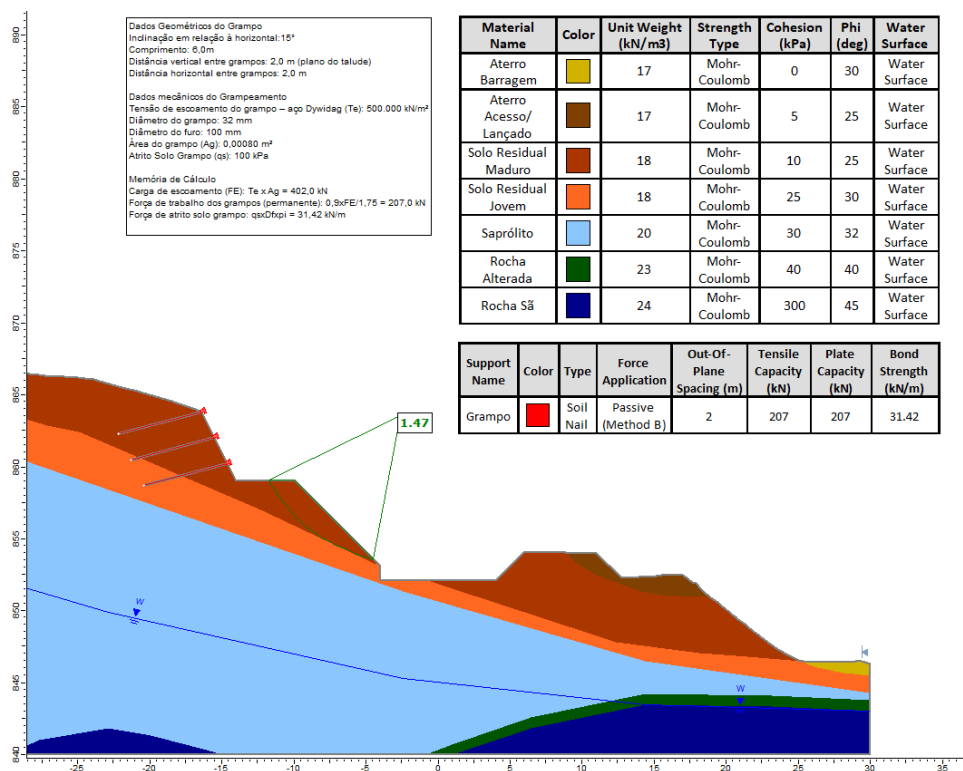 Dados Geométricos do Grampo
Inclinação em relação à horizontal:15°
Comprimento: 6,0m
Distância vertical entre grampos: 2,0 m (plano do talude)
Distância horizontal entre grampos: 2,0 m
Dados mecânicos do Grampeamento
Tensão de escoamento do grampo – aço Dywidag (Te): 500.000 kN/m²
Diâmetro do grampo: 32 mm
Diâmetro do furo: 100 mm
Área do grampo (Ag): 0,00080 m²
Atrito Solo Grampo (qs): 100 kPa
Memória de Cálculo
Carga de escoamento (FE): Te x Ag = 402,0 kN
Força de trabalho dos grampos (permanente): 0,9xFE/1,75 = 207,0 kN
Força de atrito solo grampo: qsxDfxpi = 31,42 kN/m
Material Name Color Unit Weight (kN/m3) Strength Type Cohesion (kPa) Phi (deg) Water Surface
Aterro Barragem 17 Mohr-Coulomb 0 30 Water Surface
Aterro Acesso/ Lançado 17 Mohr-Coulomb 5 25 Water Surface
Solo Residual Maduro 18 Mohr-Coulomb 10 25 Water Surface
Solo Residual Jovem 18 Mohr-Coulomb 25 30 Water Surface
Saprólito 20 Mohr-Coulomb 30 32 Water Surface
Rocha Alterada 23 Mohr-Coulomb 40 40 Water Surface
Rocha Sã 24 Mohr-Coulomb 300 45 Water Surface
Support Name Color Type Force Application Out-Of-Plane Spacing (m) Tensile Capacity (kN) Plate Capacity (kN) Bond Strength (kN/m)
Grampo Soil Nail Passive (Method B) 2 207 207 31.42
1.47
W
W
890
885
880
875
870
865
860
855
850
845
840
-25 -20 -15 -10 -5 0 5 10 15 20 25 30 35